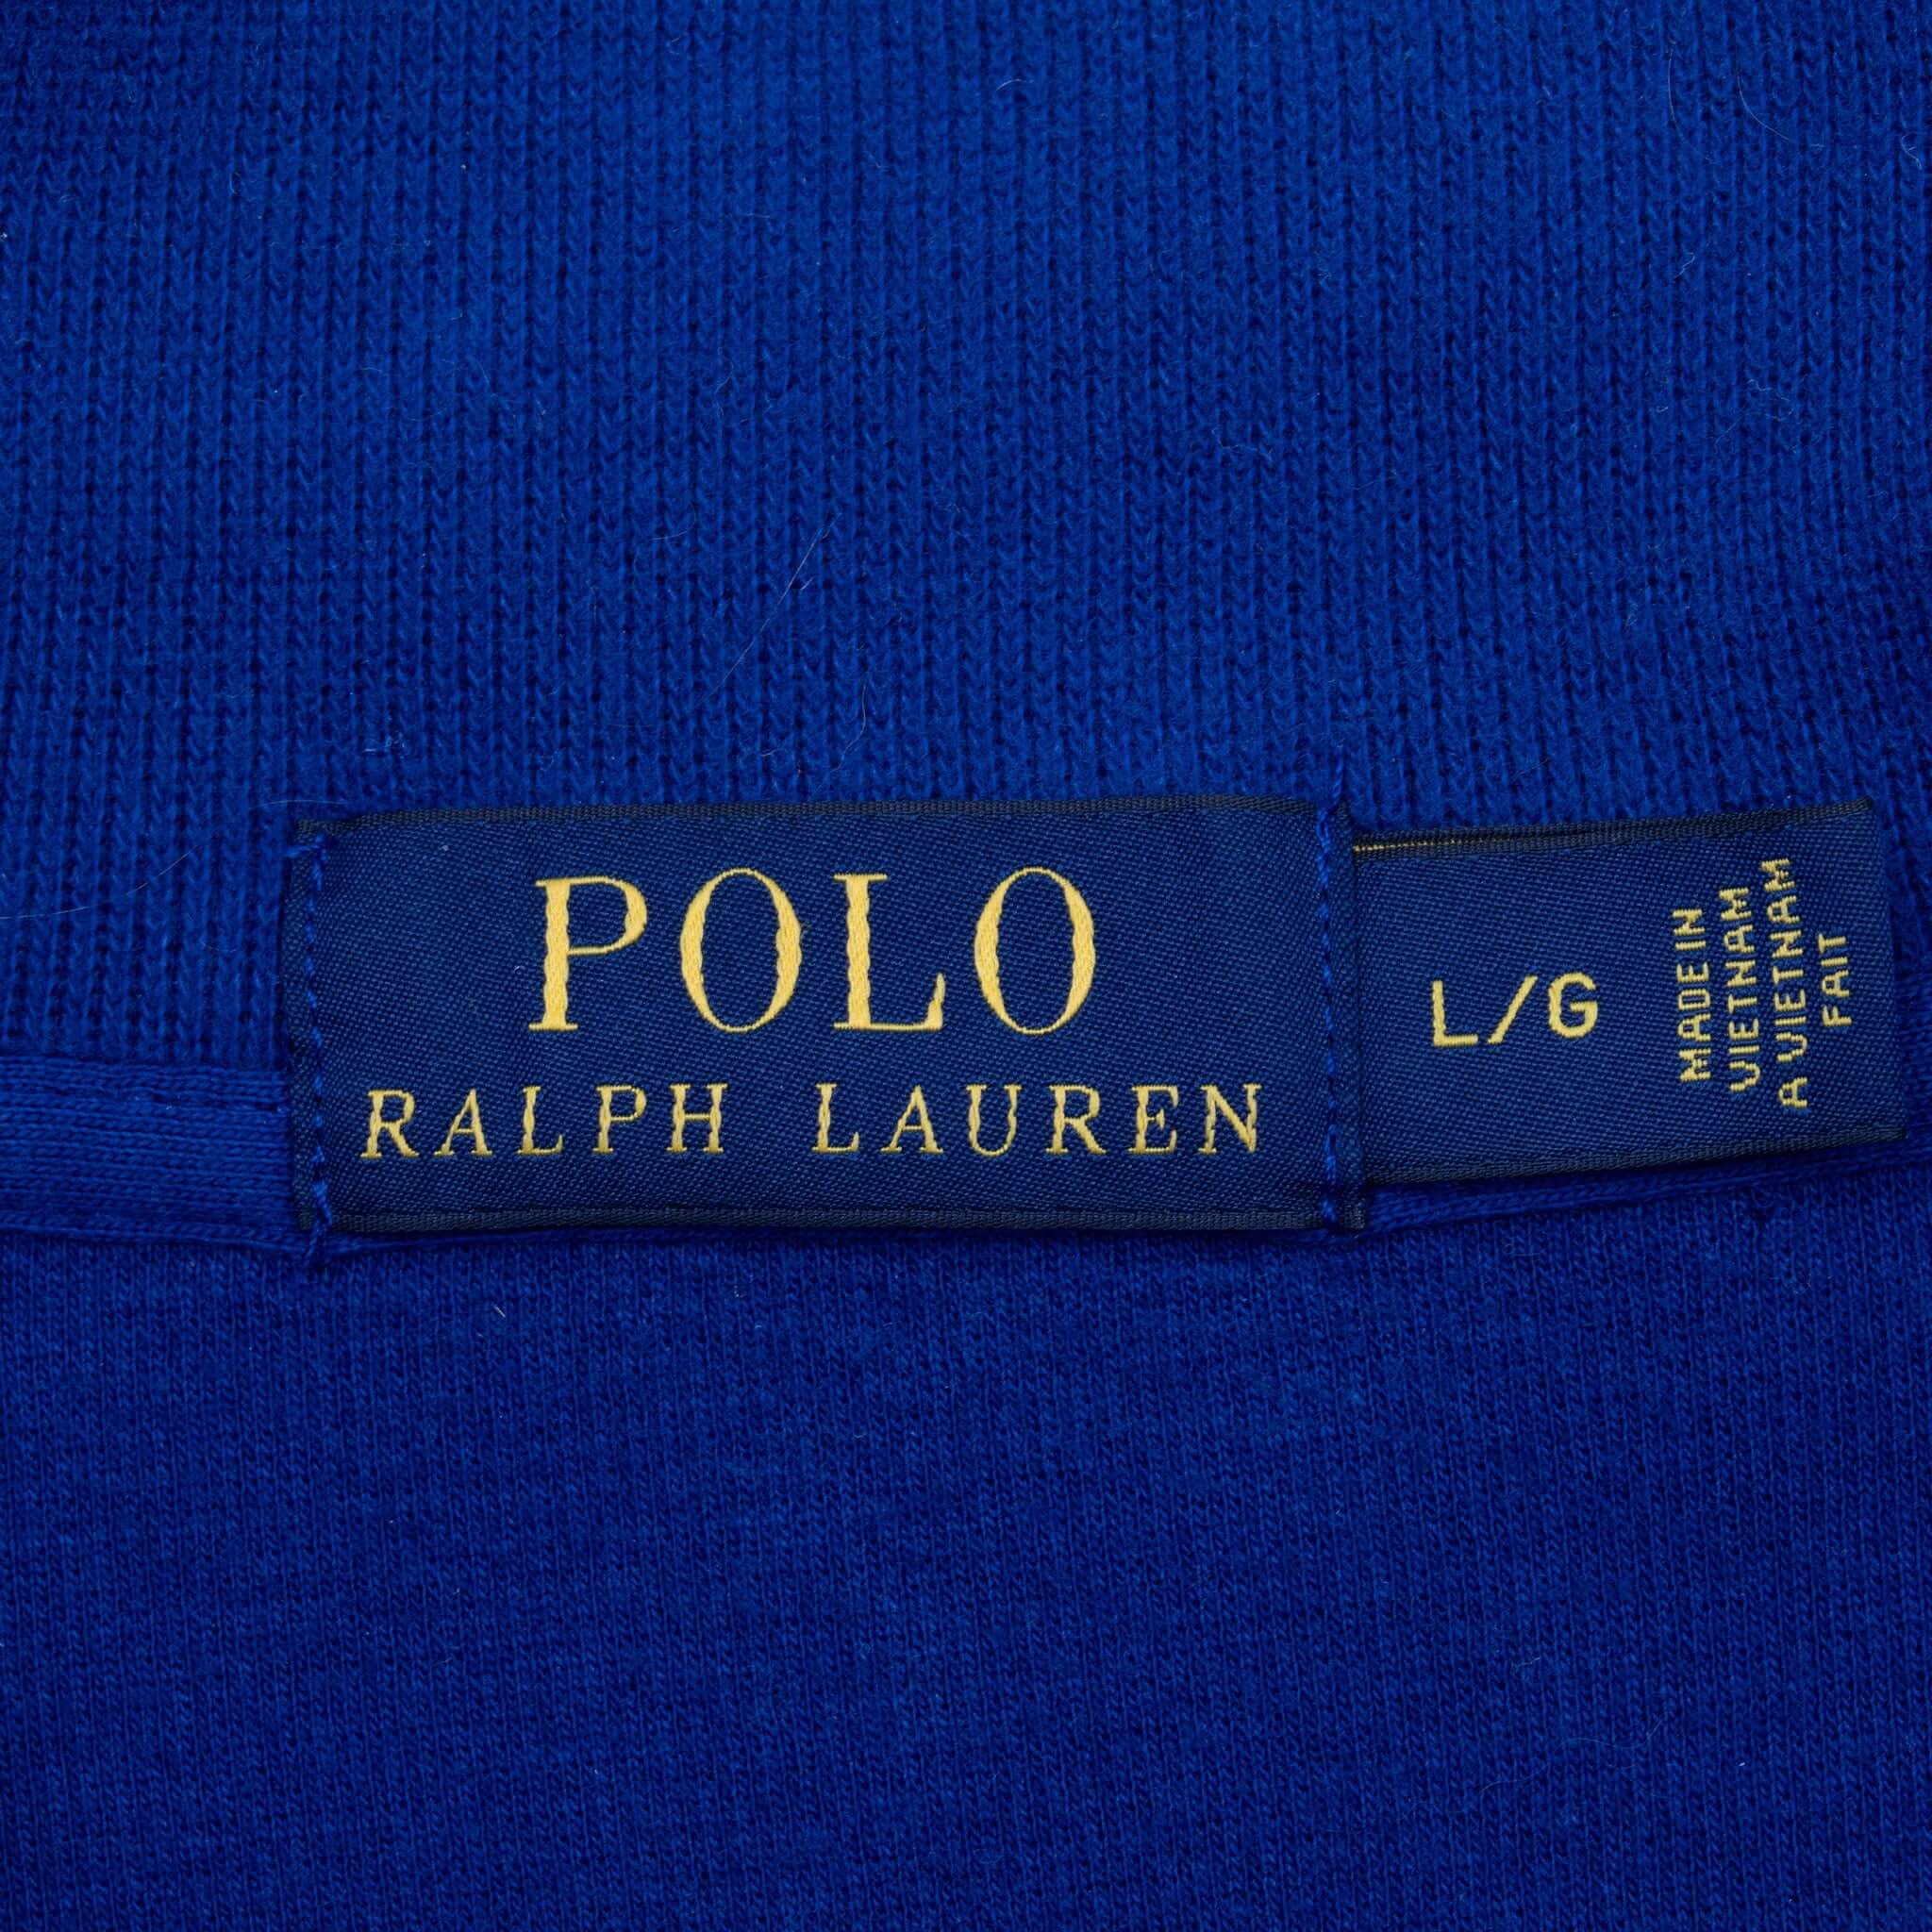 POLO
RALPH LAUREN
L/G
MADE IN
VIETNAM
A VIETNAM
FAIT